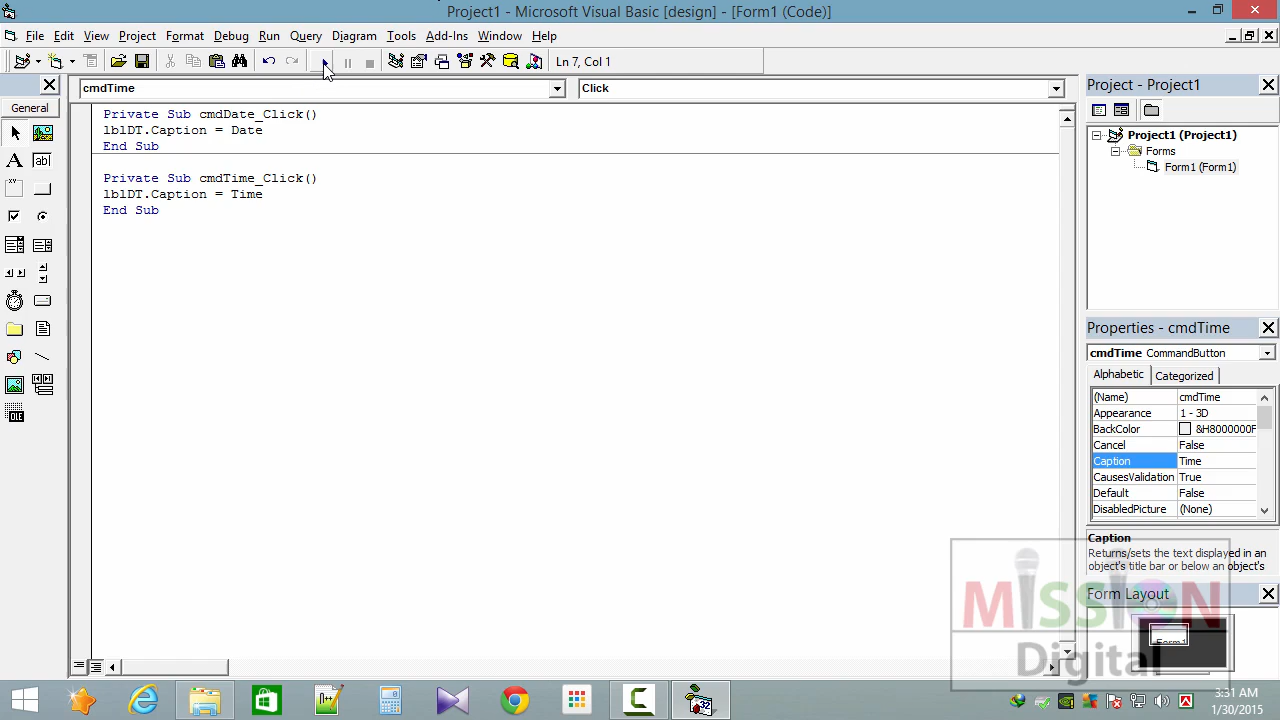 Project1 - Microsoft Visual Basic [design] - [Form1 (Code)]
File Edit View Project Format Debug Run Query Diagram Tools Add-Ins Window Help
Ln 7, Col 1
General
cmdTime
Click
Private Sub cmdDate_Click()
lblDT.Caption = Date
End Sub
Private Sub cmdTime_Click()
lblDT.Caption = Time
End Sub
Project - Project1
Project1 (Project1)
Forms
Form1 (Form1)
Properties - cmdTime
cmdTime CommandButton
Alphabetic Categorized
(Name) cmdTime
Appearance 1 - 3D
BackColor &H8000000F
Cancel False
Caption Time
CausesValidation True
Default False
DisabledPicture (None)
Caption
Returns/sets the text displayed in an
object's title bar or below an object's
Form Layout
Form1
MISSION
Digital
3:31 AM
1/30/2015